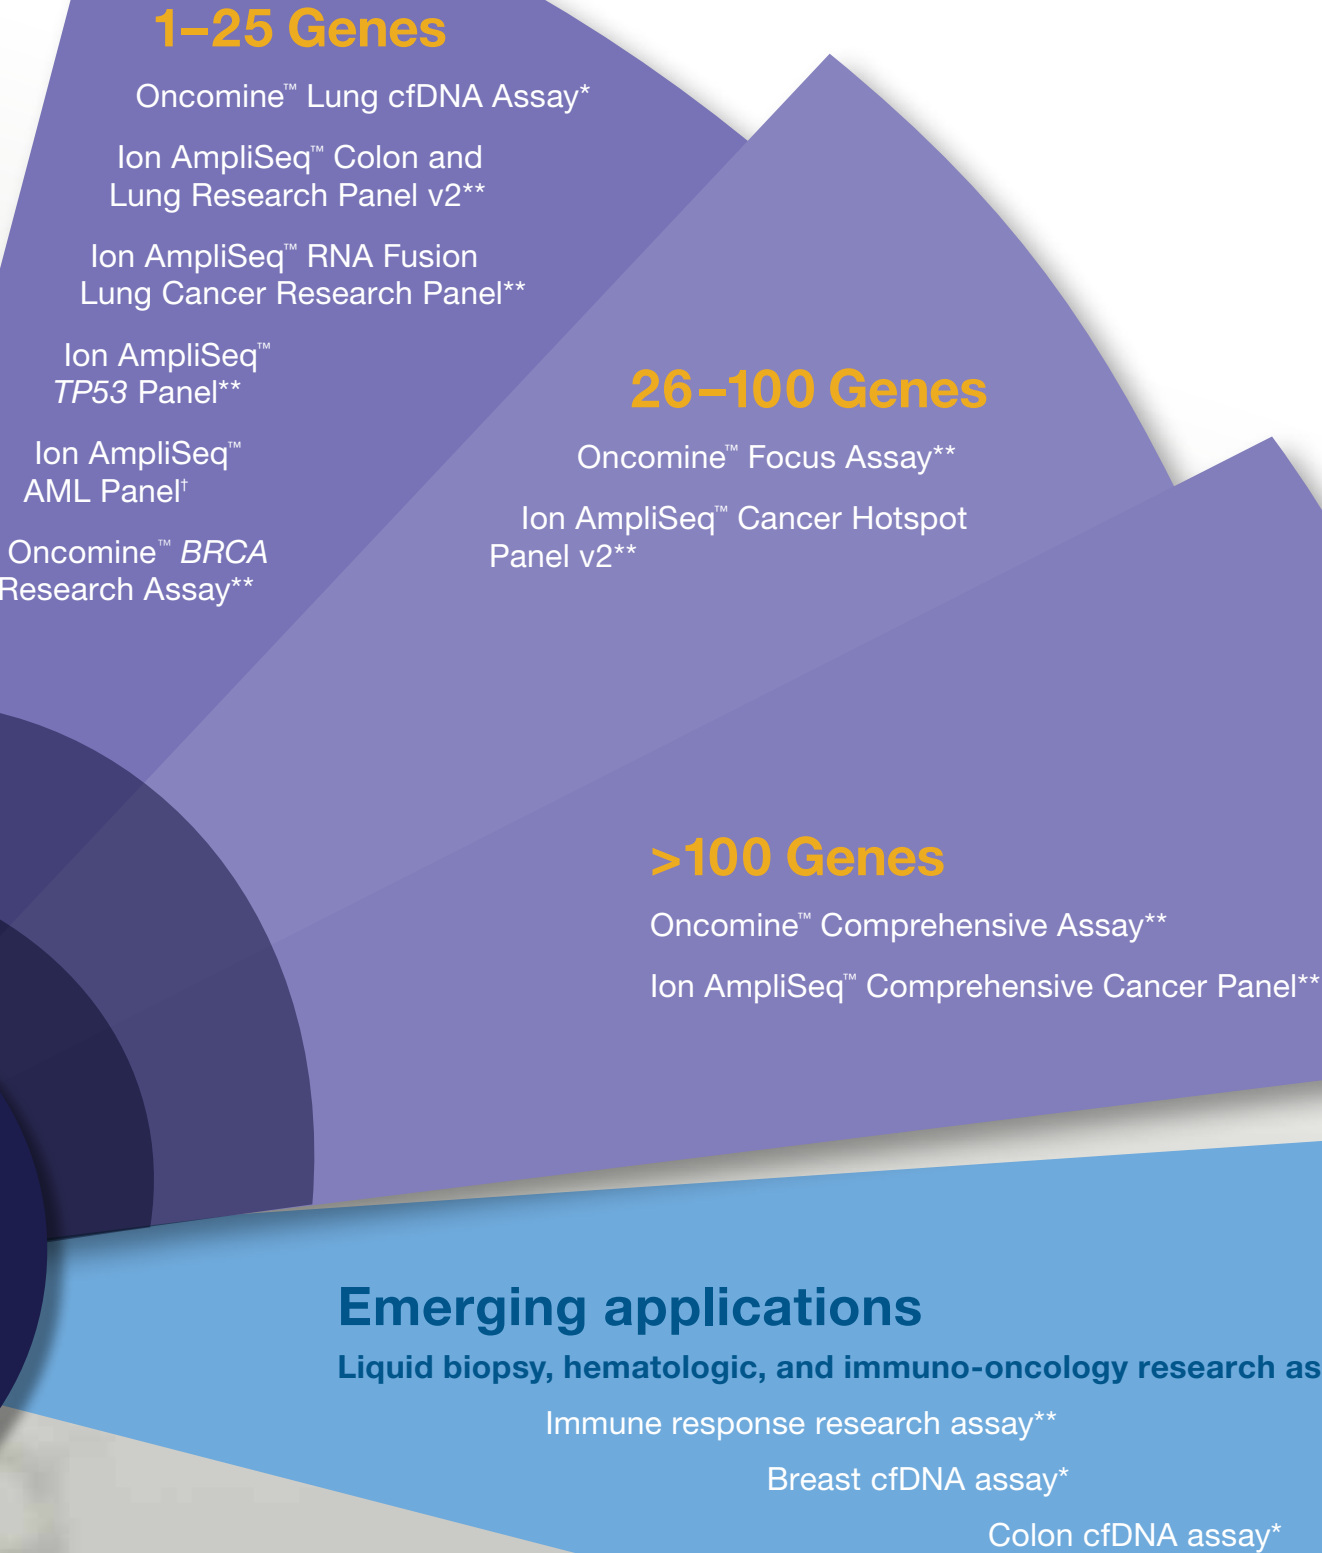 1–25 Genes
Oncomine™ Lung cfDNA Assay*
Ion AmpliSeq™ Colon and
Lung Research Panel v2**
Ion AmpliSeq™ RNA Fusion
Lung Cancer Research Panel**
Ion AmpliSeq™
TP53 Panel**
Ion AmpliSeq™
AML Panel†
Oncomine™ BRCA
Research Assay**
26–100 Genes
Oncomine™ Focus Assay**
Ion AmpliSeq™ Cancer Hotspot
Panel v2**
>100 Genes
Oncomine™ Comprehensive Assay**
Ion AmpliSeq™ Comprehensive Cancer Panel**
Emerging applications
Liquid biopsy, hematologic, and immuno-oncology research as
Immune response research assay**
Breast cfDNA assay*
Colon cfDNA assay*